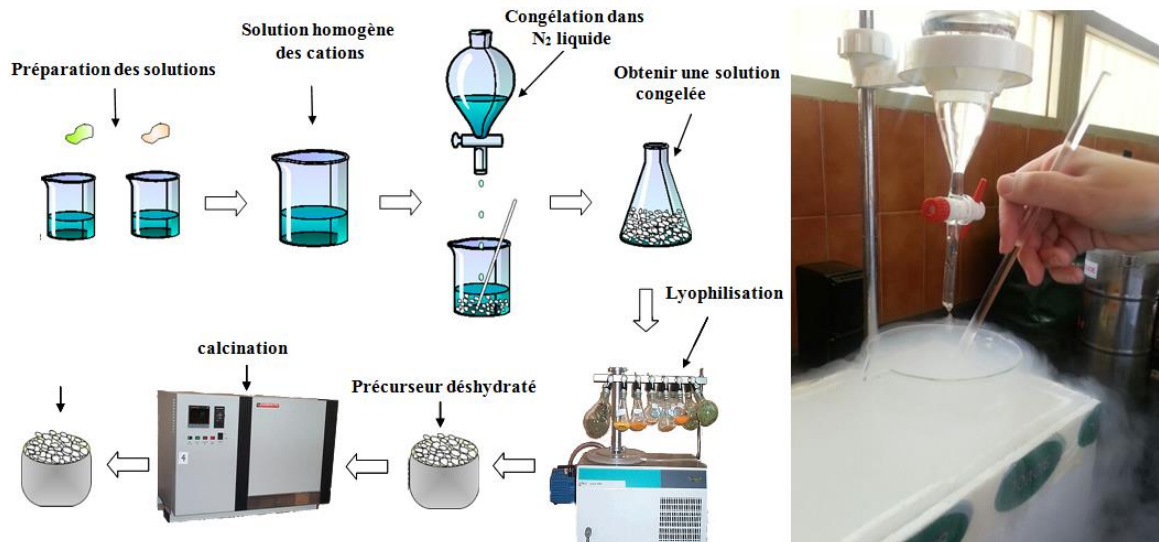 Préparation des solutions
Solution homogène
des cations
Congélation dans
N₂ liquide
Obtenir une solution
congelée
Lyophilisation
Précurseur déshydraté
calcination
4